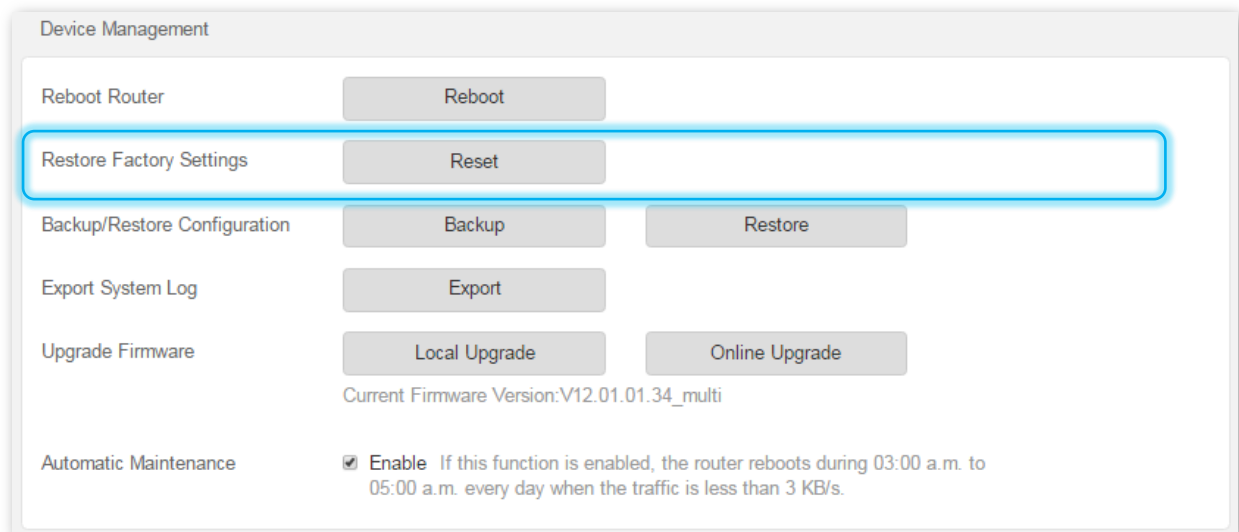 Device Management
Reboot Router Reboot
Restore Factory Settings Reset
Backup/Restore Configuration Backup Restore
Export System Log Export
Upgrade Firmware Local Upgrade Online Upgrade
Current Firmware Version:V12.01.01.34_multi
Automatic Maintenance Enable If this function is enabled, the router reboots during 03:00 a.m. to
05:00 a.m. every day when the traffic is less than 3 KB/s.